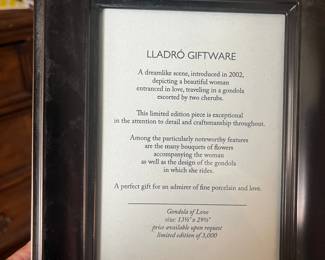 LLADRÓ GIFTWARE
A dreamlike scene, introduced in 2002,
depicting a beautiful woman
entranced in love, traveling in a gondola
escorted by two cherubs.
This limited edition piece is exceptional
in the attention to detail and craftsmanship throughout.
Among the particularly noteworthy features
are the many bouquets of flowers
accompanying the woman
as well as the design of the gondola
in which she rides.
A perfect gift for an admirer of fine porcelain and love.
Gondola of Love
size: 13½" x 29½"
price available upon request
limited edition of 3,000